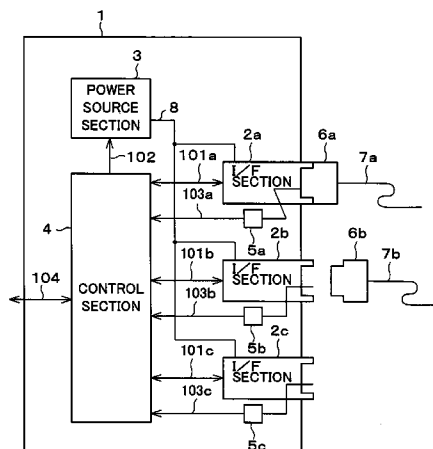 1
3
POWER
SOURCE
SECTION
8
2a
6a
102
101a
I/F
SECTION
7a
103a
4
5a
2b
6b
101b
I/F
SECTION
7b
104
CONTROL
SECTION
103b
5b
2c
101c
I/F
SECTION
103c
5c